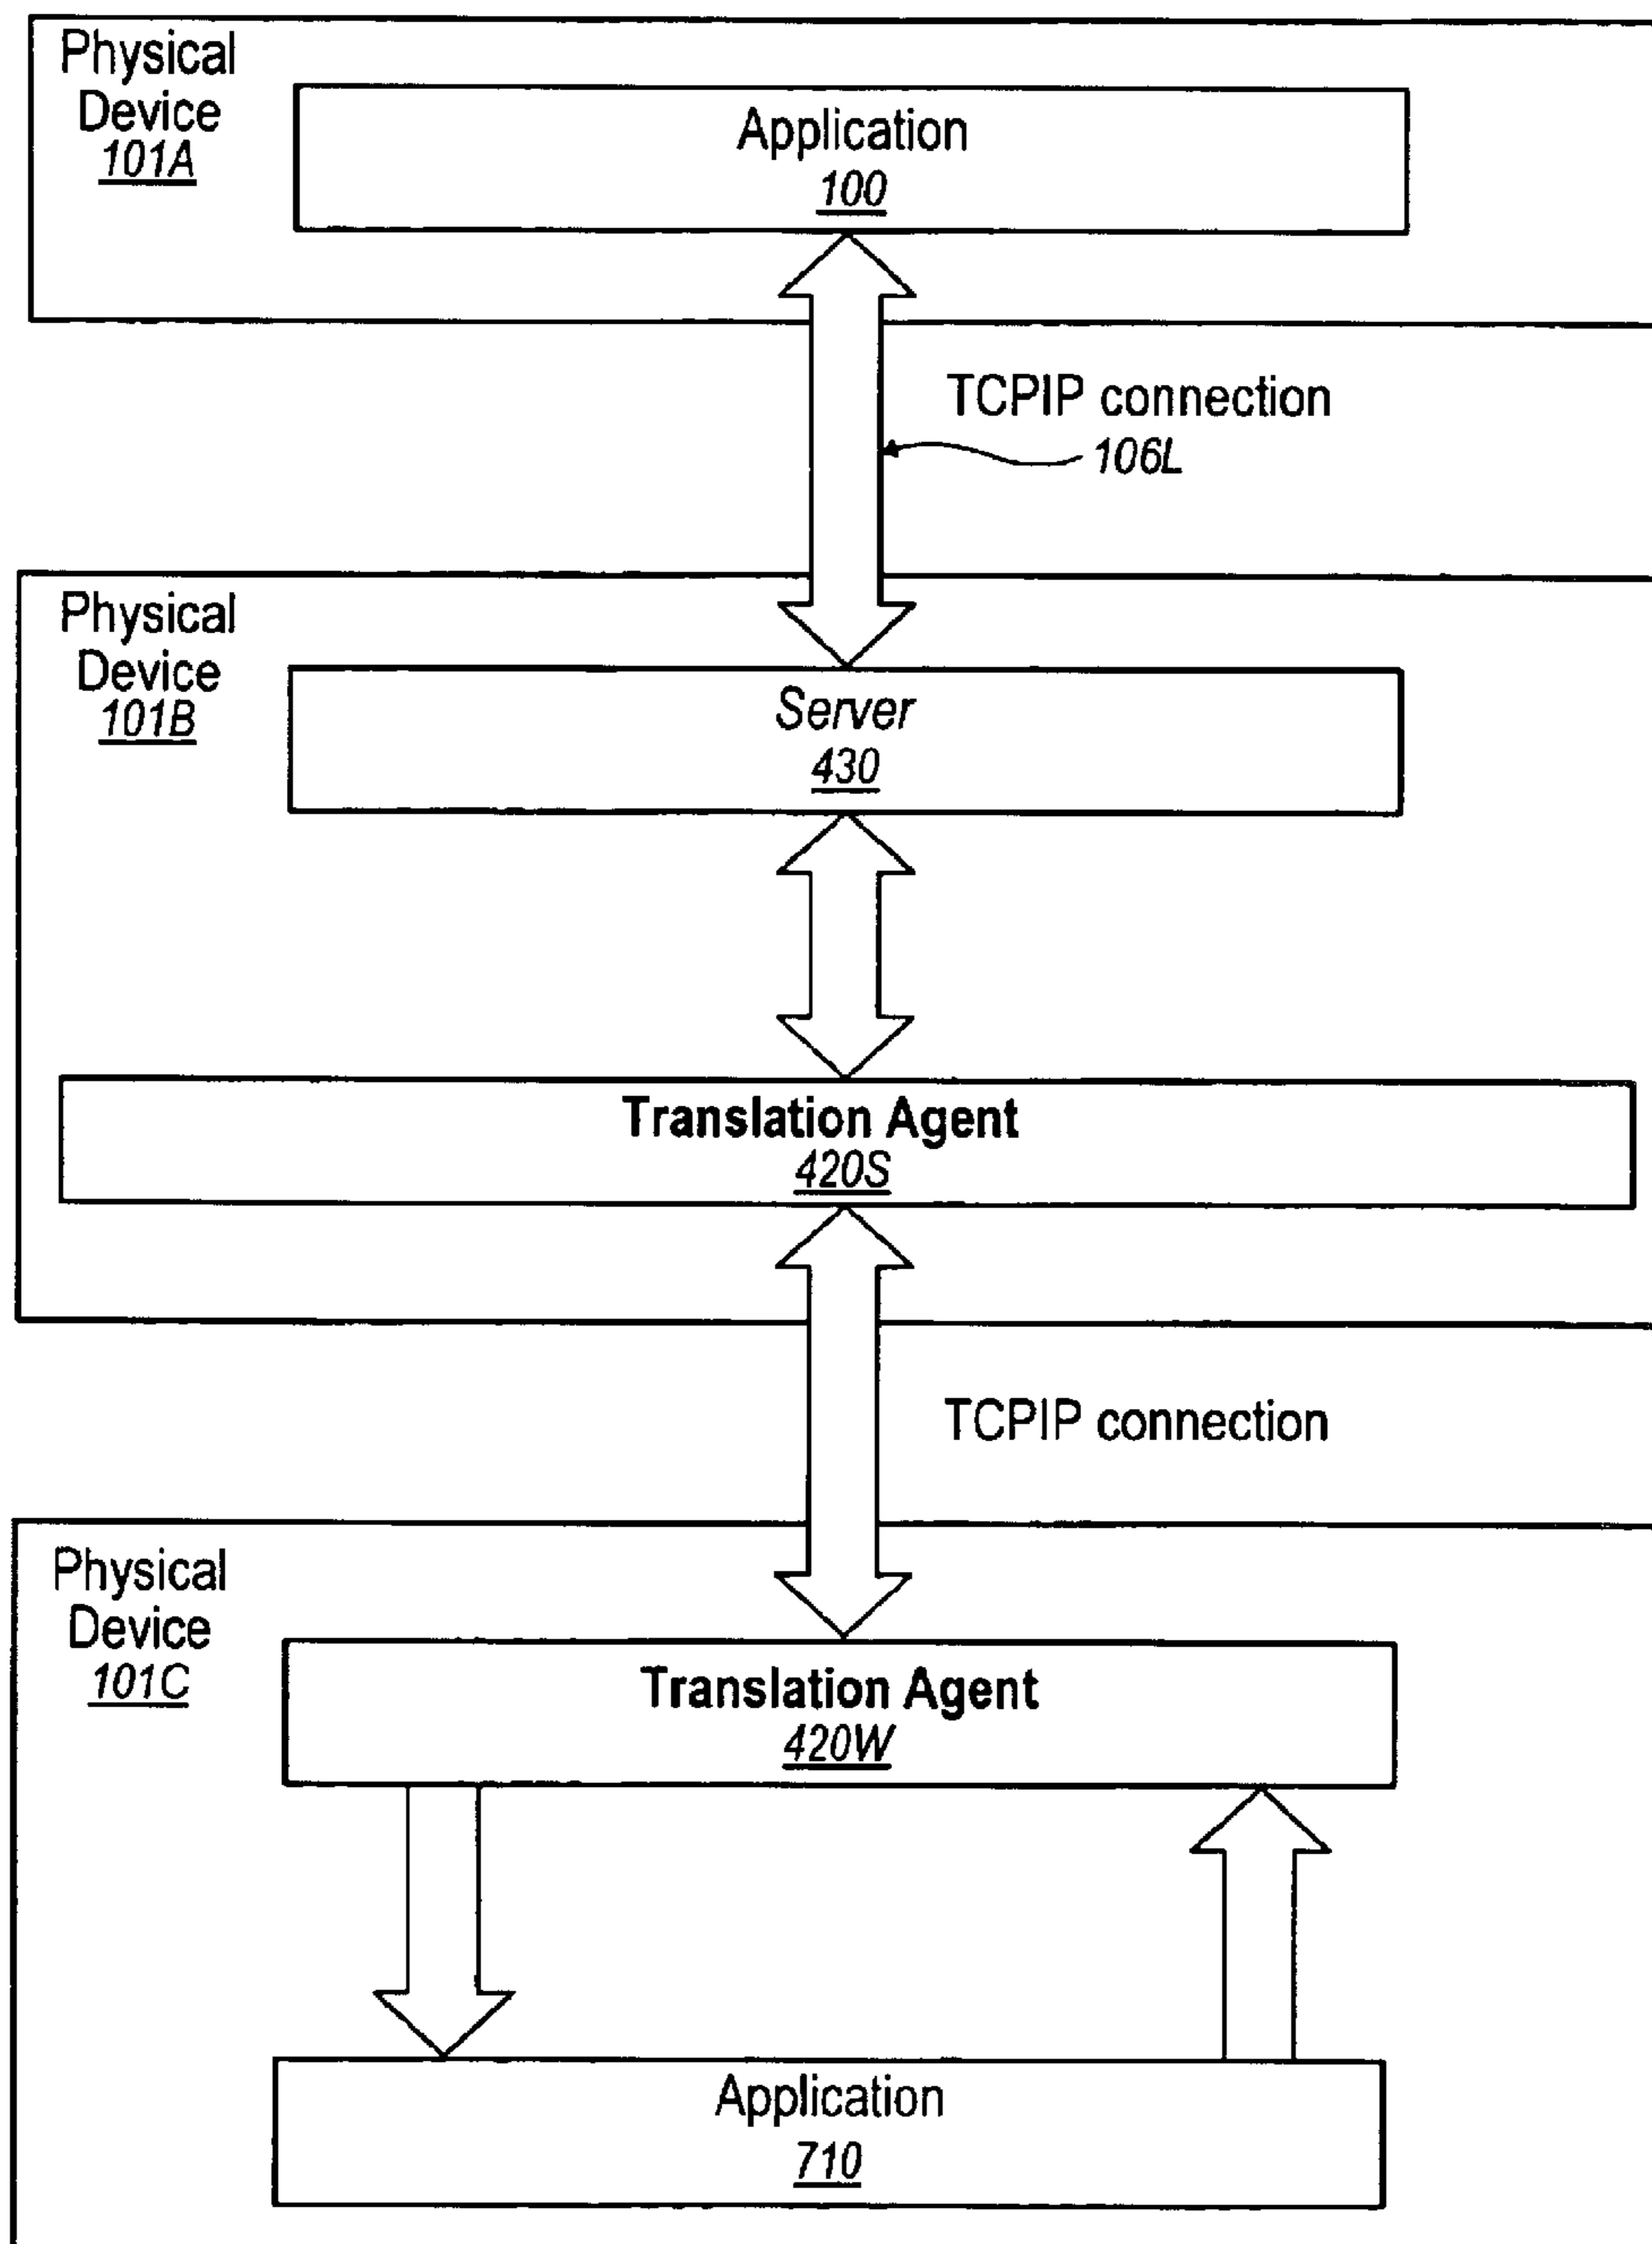 Physical
Device
101A
Application
100
TCPIP connection
106L
Physical
Device
101B
Server
430
Translation Agent
420S
TCPIP connection
Physical
Device
101C
Translation Agent
420W
Application
710